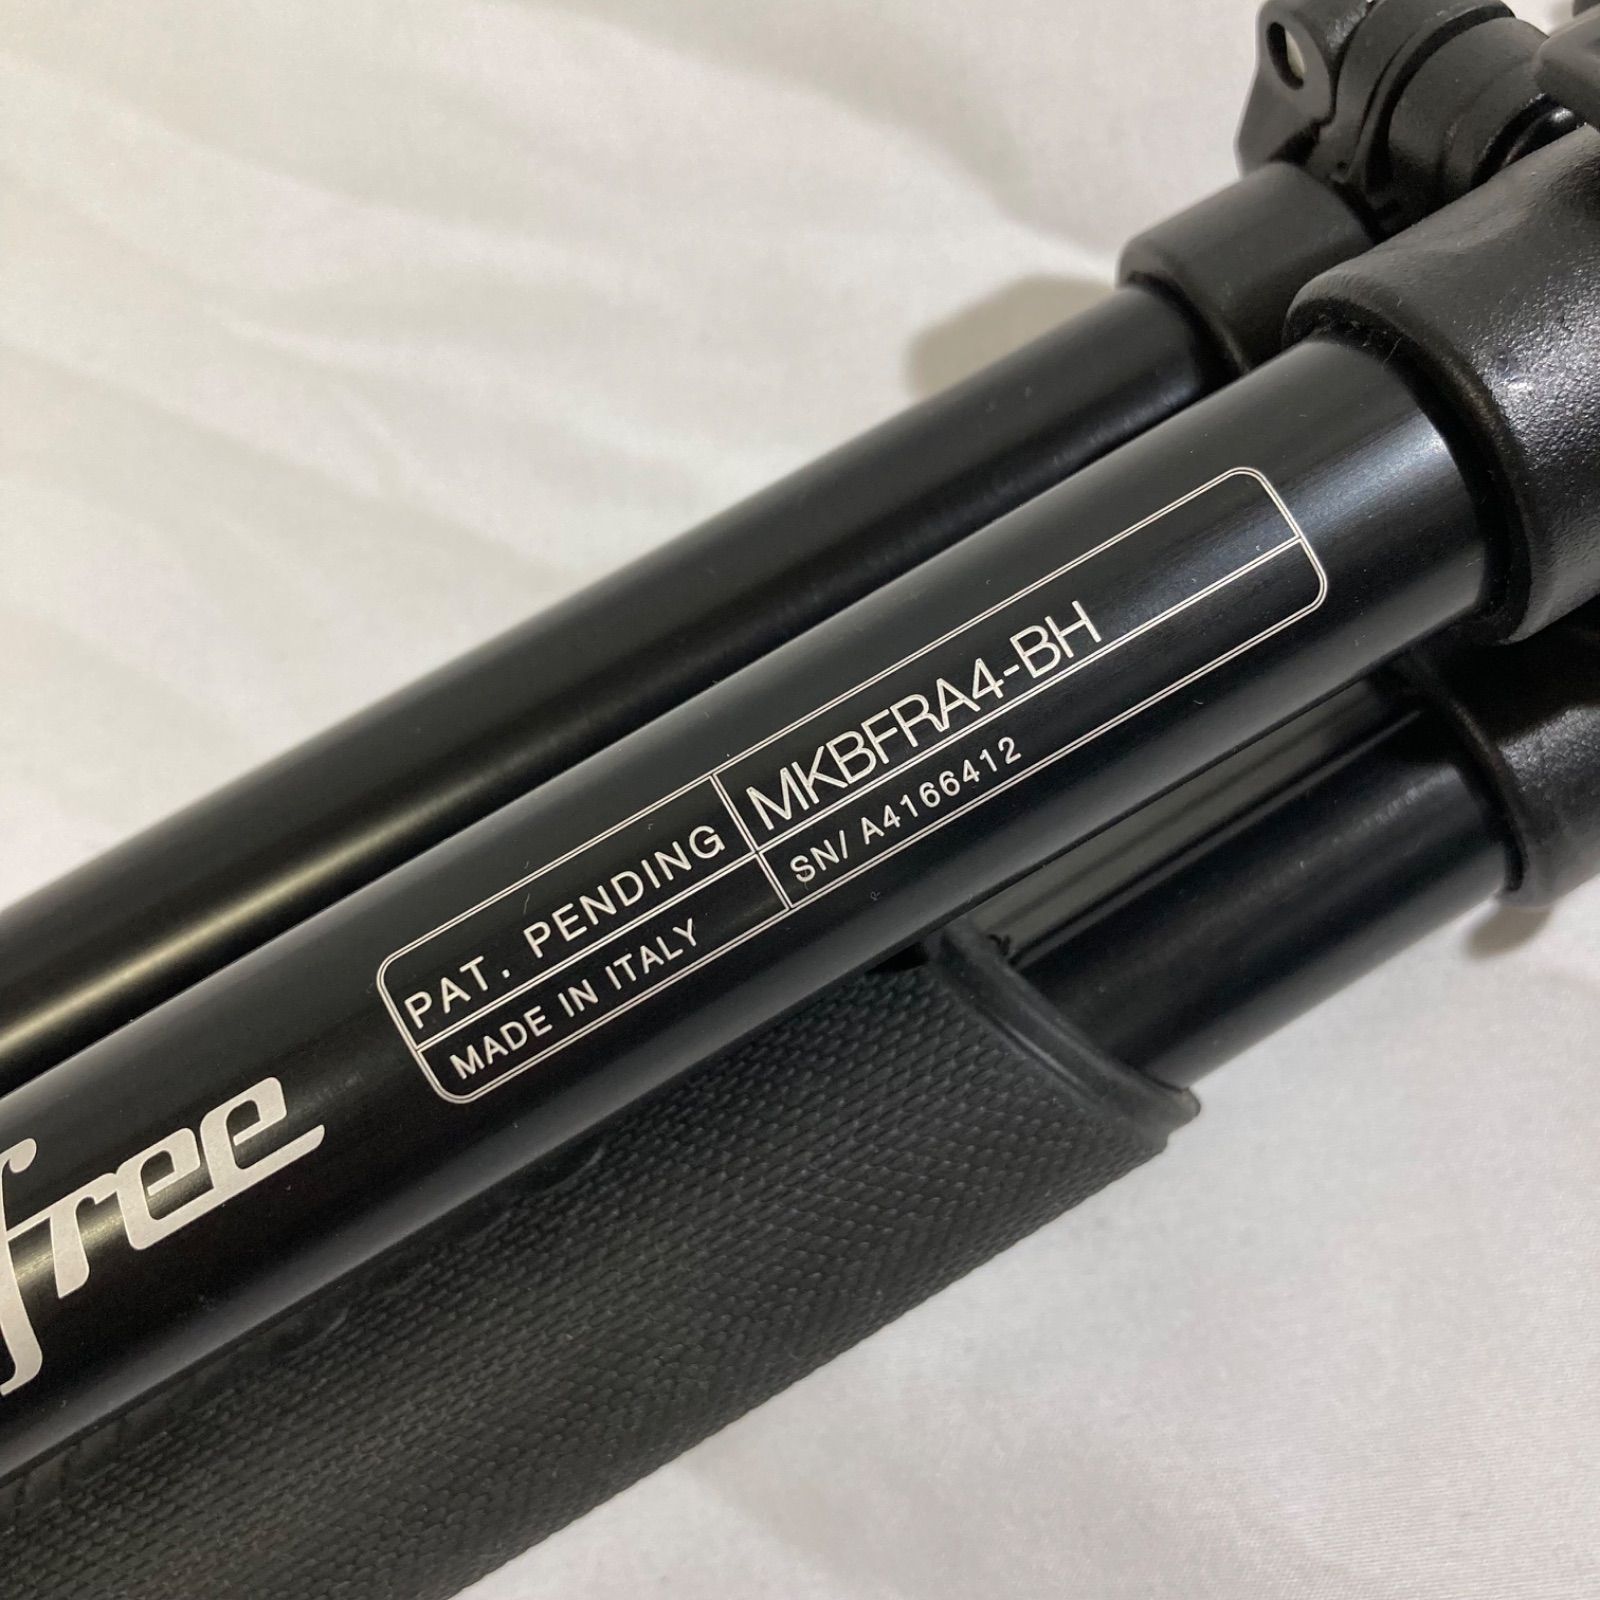 PAT. PENDING
MKBFRA4-BH
MADE IN ITALY
SN/ A4166412
free